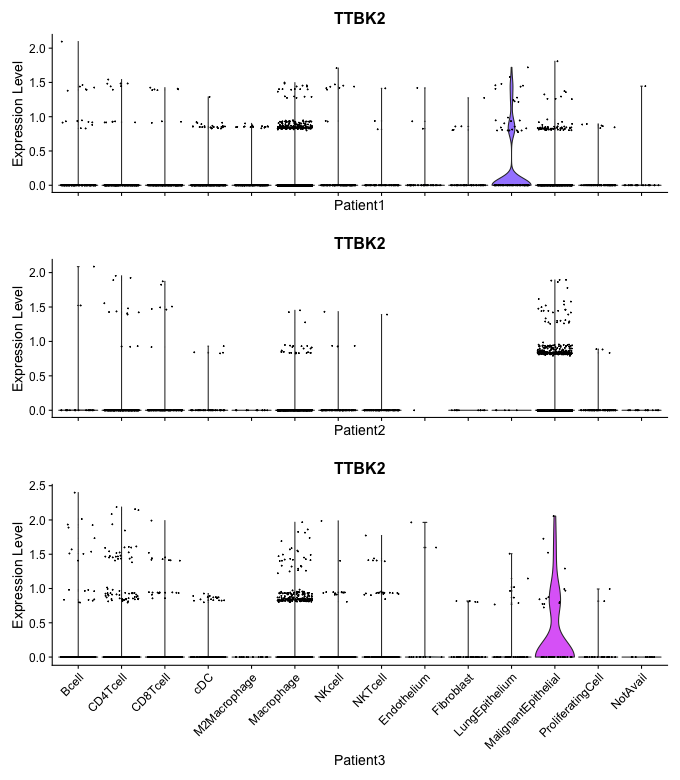 TTBK2
Expression Level
2.0
1.5
1.0
0.5
0.0
Patient1
TTBK2
Expression Level
2.0
1.5
1.0
0.5
0.0
Patient2
TTBK2
Expression Level
2.5
2.0
1.5
1.0
0.5
0.0
Bcell
CD4Tcell
CD8Tcell
cDC
M2Macrophage
Macrophage
NKcell
NKTcell
Endothelium
Fibroblast
LungEpithelium
MalignantEpithelial
ProliferatingCell
NotAvail
Patient3